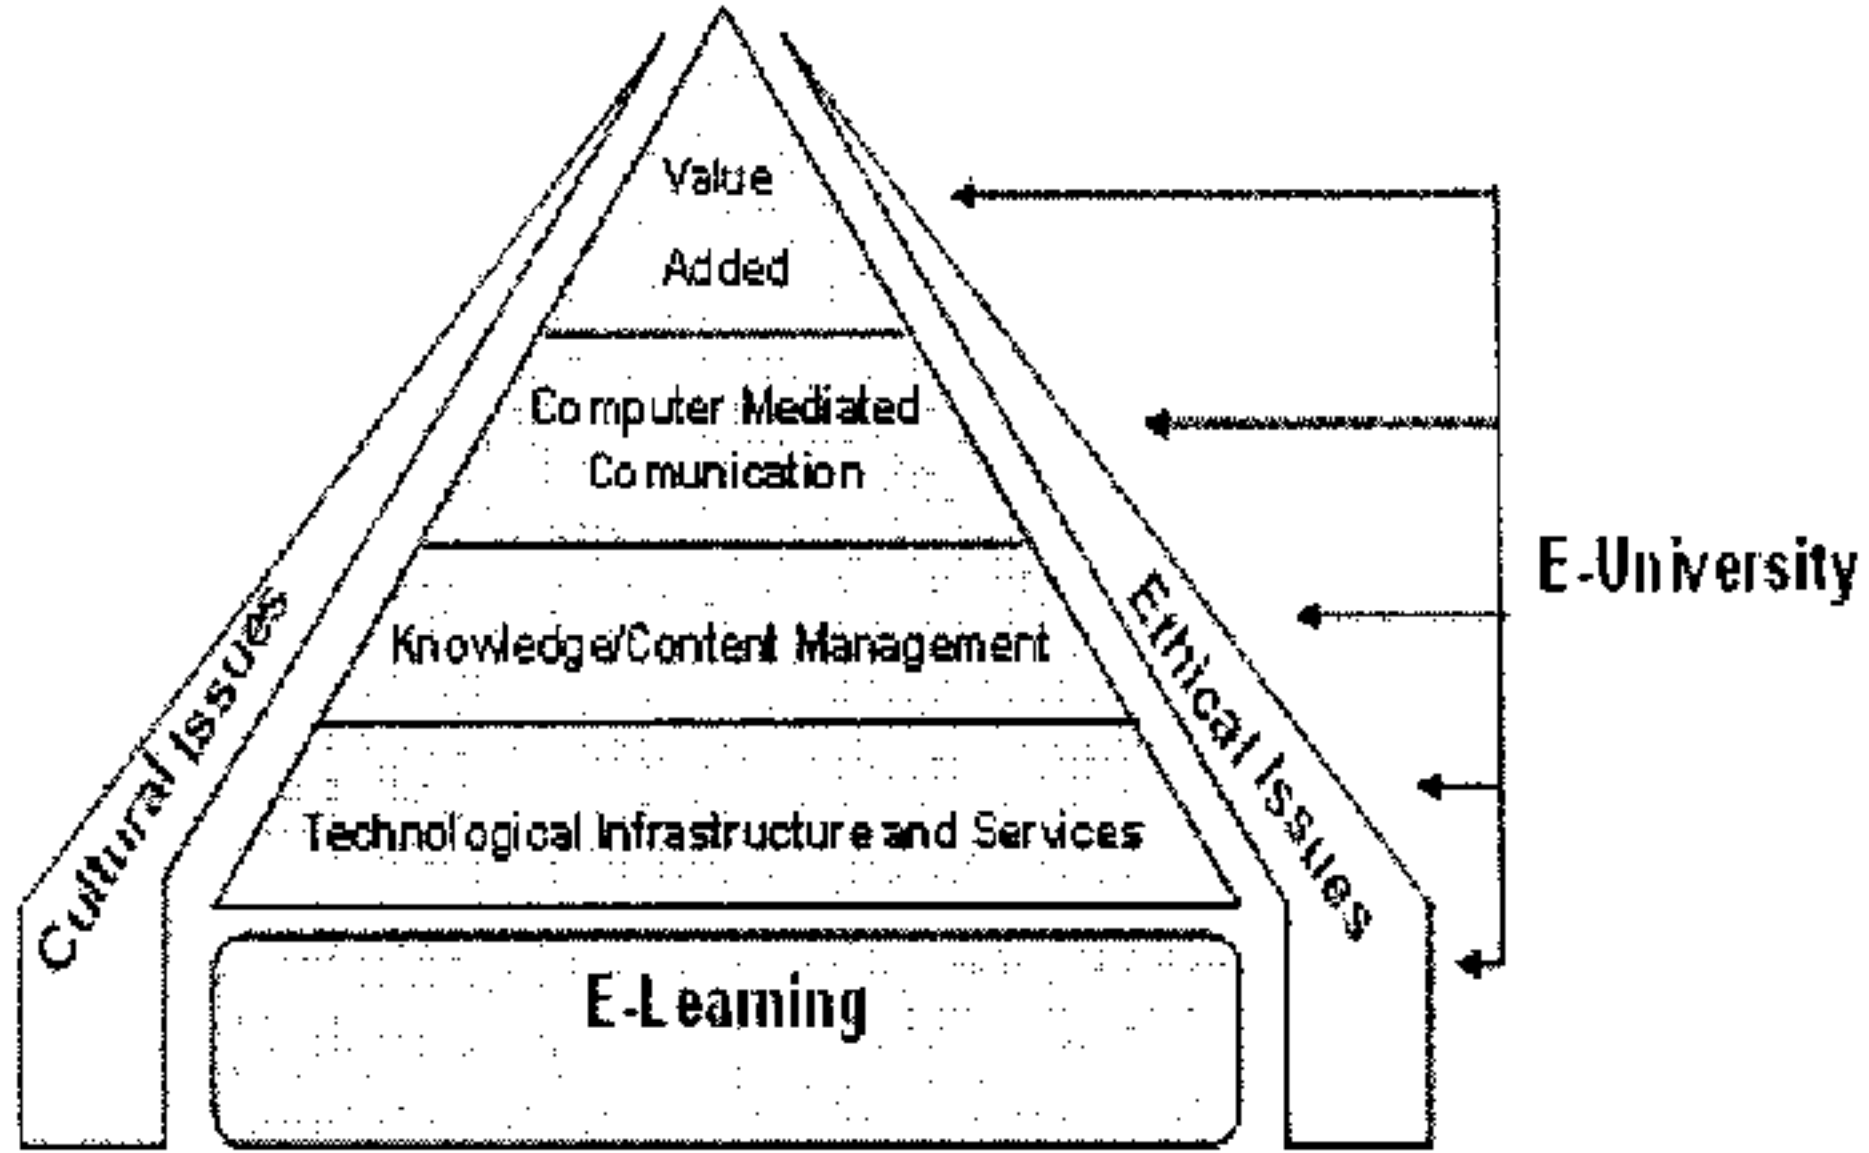 Value
Added
Computer Mediated
Comunication
Knowledge/Content Management
Technological Infrastructure and Services
E-Learning
Cultural Issues
Ethical Issues
E-University